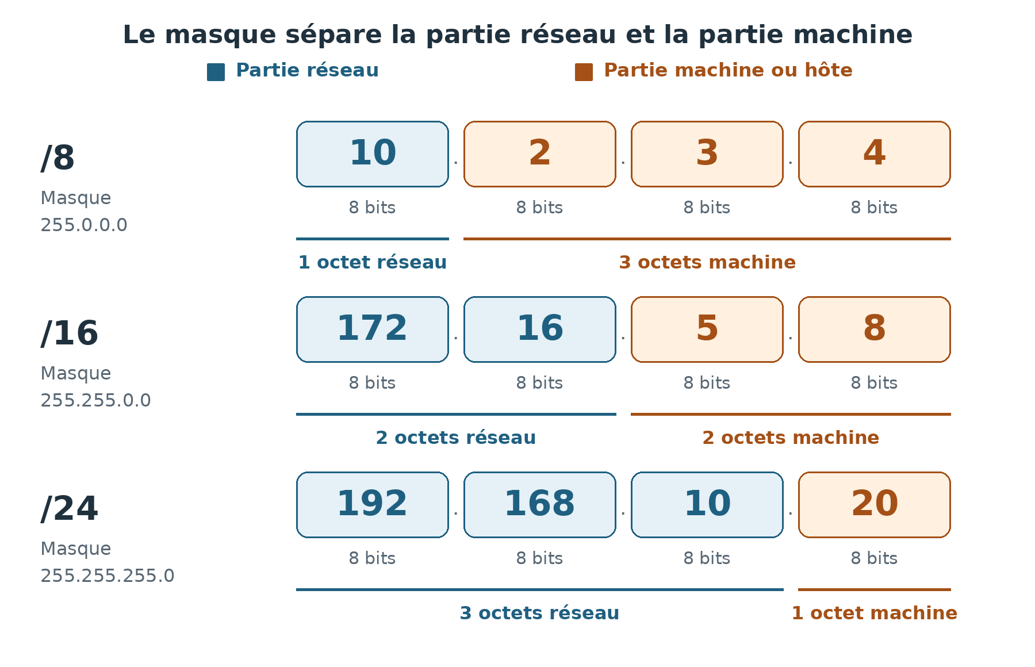 Le masque sépare la partie réseau et la partie machine
Partie réseau
Partie machine ou hôte
/8
Masque
255.0.0.0
10 . 2 . 3 . 4
8 bits 8 bits 8 bits 8 bits
1 octet réseau 3 octets machine
/16
Masque
255.255.0.0
172 . 16 . 5 . 8
8 bits 8 bits 8 bits 8 bits
2 octets réseau 2 octets machine
/24
Masque
255.255.255.0
192 . 168 . 10 . 20
8 bits 8 bits 8 bits 8 bits
3 octets réseau 1 octet machine